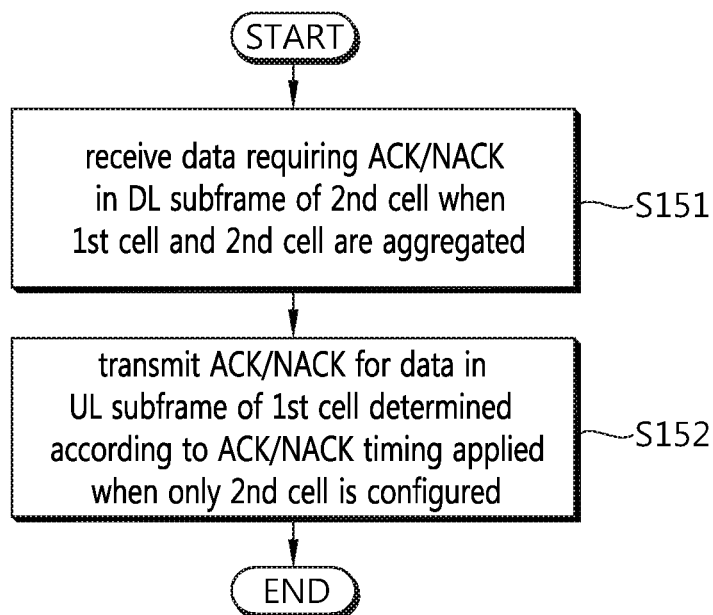 START
receive data requiring ACK/NACK
in DL subframe of 2nd cell when
1st cell and 2nd cell are aggregated
S151
transmit ACK/NACK for data in
UL subframe of 1st cell determined
according to ACK/NACK timing applied
when only 2nd cell is configured
S152
END